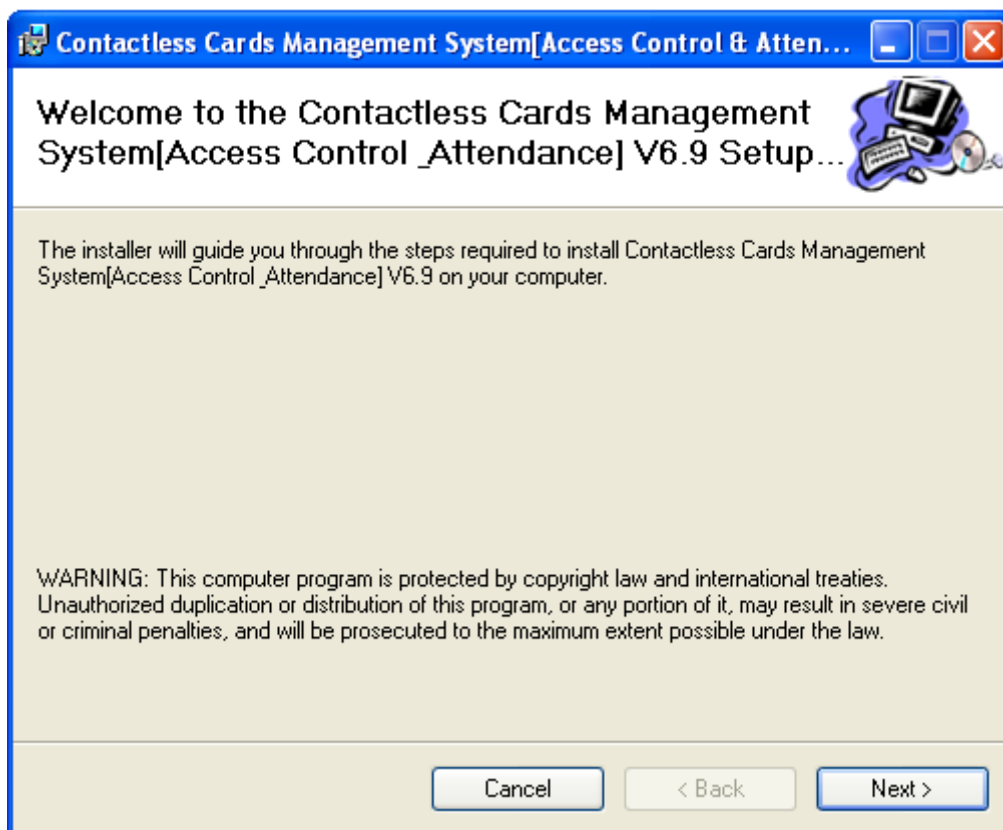 Contactless Cards Management System[Access Control & Atten...
Welcome to the Contactless Cards Management
System[Access Control _Attendance] V6.9 Setup...
The installer will guide you through the steps required to install Contactless Cards Management
System[Access Control _Attendance] V6.9 on your computer.
WARNING: This computer program is protected by copyright law and international treaties.
Unauthorized duplication or distribution of this program, or any portion of it, may result in severe civil
or criminal penalties, and will be prosecuted to the maximum extent possible under the law.
Cancel
< Back
Next >